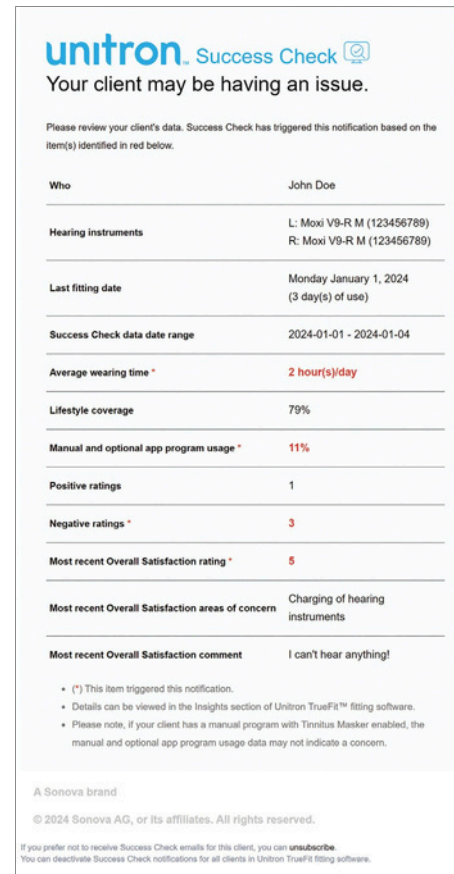 unitron™ Success Check
Your client may be having an issue.
Please review your client's data. Success Check has triggered this notification based on the
item(s) identified in red below.
Who John Doe
Hearing instruments L: Moxi V9-R M (123456789)
R: Moxi V9-R M (123456789)
Last fitting date Monday January 1, 2024
(3 day(s) of use)
Success Check data date range 2024-01-01 - 2024-01-04
Average wearing time * 2 hour(s)/day
Lifestyle coverage 79%
Manual and optional app program usage * 11%
Positive ratings 1
Negative ratings * 3
Most recent Overall Satisfaction rating * 5
Most recent Overall Satisfaction areas of concern Charging of hearing
instruments
Most recent Overall Satisfaction comment I can't hear anything!
• (*) This item triggered this notification.
• Details can be viewed in the Insights section of Unitron TrueFit™ fitting software.
• Please note, if your client has a manual program with Tinnitus Masker enabled, the
manual and optional app program usage data may not indicate a concern.
A Sonova brand
© 2024 Sonova AG, or its affiliates. All rights reserved.
If you prefer not to receive Success Check emails for this client, you can unsubscribe.
You can deactivate Success Check notifications for all clients in Unitron TrueFit fitting software.